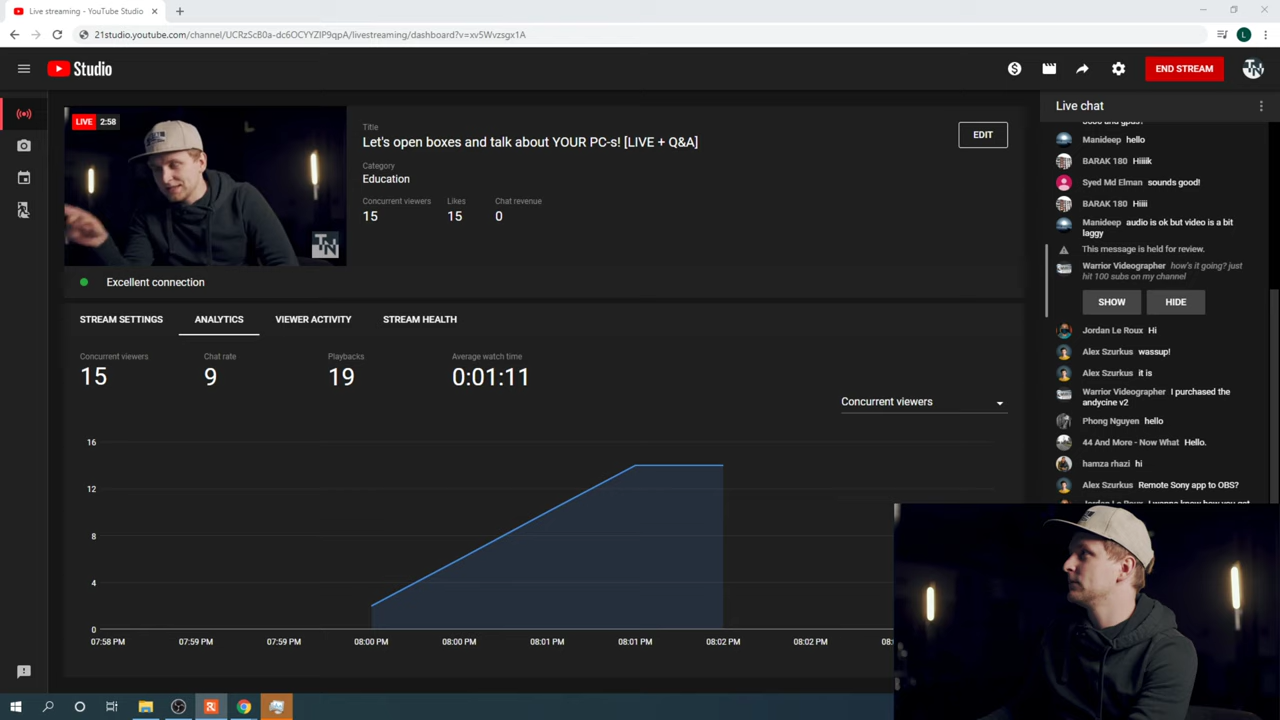 Live streaming - YouTube Studio
21studio.youtube.com/channel/UCRzScB0a-dc6OCYYZIP9qpA/livestreaming/dashboard?v=xv5Wvzsgx1A
L
Studio
END STREAM
TN
LIVE 2:58
TN
Title
Let's open boxes and talk about YOUR PC-s! [LIVE + Q&A]
Category
Education
Concurrent viewers Likes Chat revenue
15 15 0
EDIT
Excellent connection
STREAM SETTINGS ANALYTICS VIEWER ACTIVITY STREAM HEALTH
Concurrent viewers Chat rate Playbacks Average watch time
15 9 19 0:01:11
Concurrent viewers
16
12
8
4
0
07:58 PM 07:59 PM 07:59 PM 08:00 PM 08:00 PM 08:01 PM 08:01 PM 08:02 PM 08:02 PM
Live chat
Manideep hello
BARAK 180 Hiiiik
Syed Md Elman sounds good!
BARAK 180 Hiiii
Manideep audio is ok but video is a bit
laggy
This message is held for review.
Warrior Videographer how's it going? just
hit 100 subs on my channel
SHOW HIDE
Jordan Le Roux Hi
Alex Szurkus wassup!
Alex Szurkus it is
Warrior Videographer I purchased the
andycine v2
Phong Nguyen hello
44 And More - Now What Hello.
hamza rhazi hi
Alex Szurkus Remote Sony app to OBS?